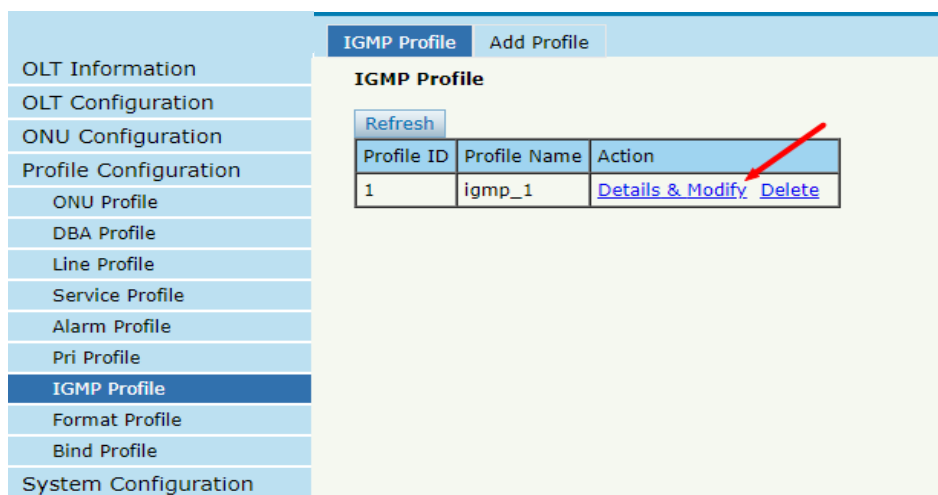 IGMP Profile Add Profile
OLT Information
OLT Configuration
ONU Configuration
Profile Configuration
ONU Profile
DBA Profile
Line Profile
Service Profile
Alarm Profile
Pri Profile
IGMP Profile
Format Profile
Bind Profile
System Configuration
IGMP Profile
Refresh
Profile ID Profile Name Action
1 igmp_1 Details & Modify Delete